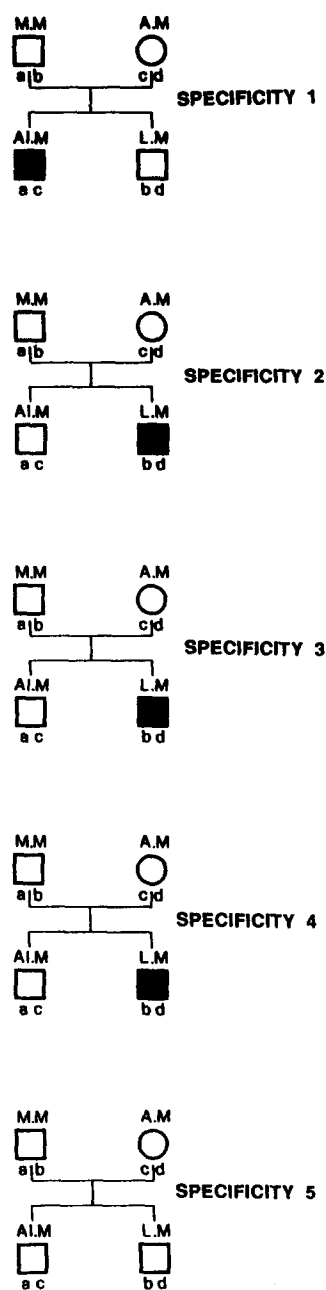 M.M A.M
a b c d
SPECIFICITY 1
Al.M L.M
a c b d
M.M A.M
a b c d
SPECIFICITY 2
Al.M L.M
a c b d
M.M A.M
a b c d
SPECIFICITY 3
Al.M L.M
a c b d
M.M A.M
a b c d
SPECIFICITY 4
Al.M L.M
a c b d
M.M A.M
a b c d
SPECIFICITY 5
Al.M L.M
a c b d